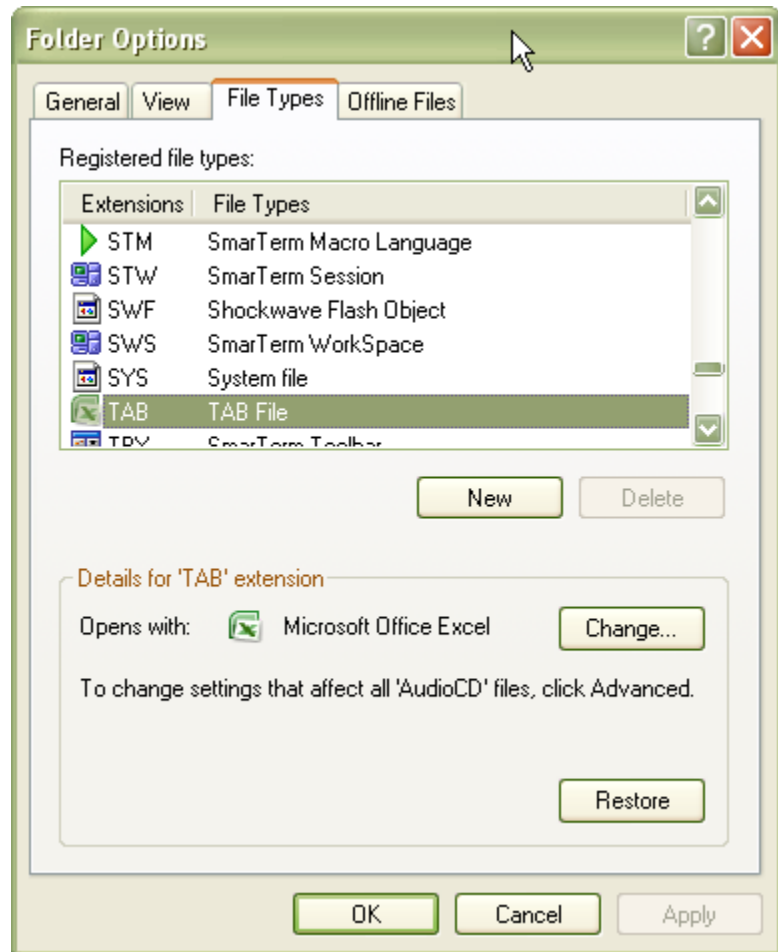 Folder Options
General View File Types Offline Files
Registered file types:
Extensions File Types
STM SmarTerm Macro Language
STW SmarTerm Session
SWF Shockwave Flash Object
SWS SmarTerm WorkSpace
SYS System file
TAB TAB File
SmarTerm Toolbar
New Delete
Details for 'TAB' extension
Opens with: Microsoft Office Excel Change...
To change settings that affect all 'AudioCD' files, click Advanced.
Restore
OK Cancel Apply